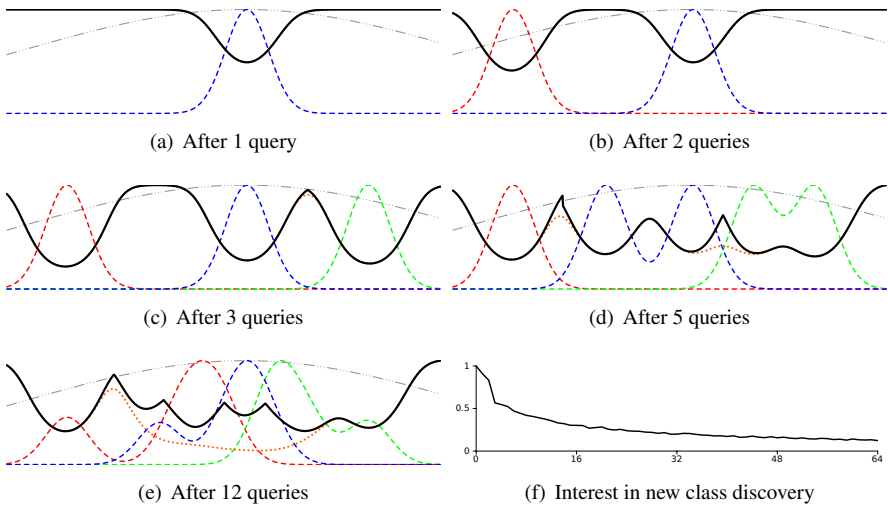 (a) After 1 query
(b) After 2 queries
(c) After 3 queries
(d) After 5 queries
1
0.5
0
0
16
32
48
64
(e) After 12 queries
(f) Interest in new class discovery